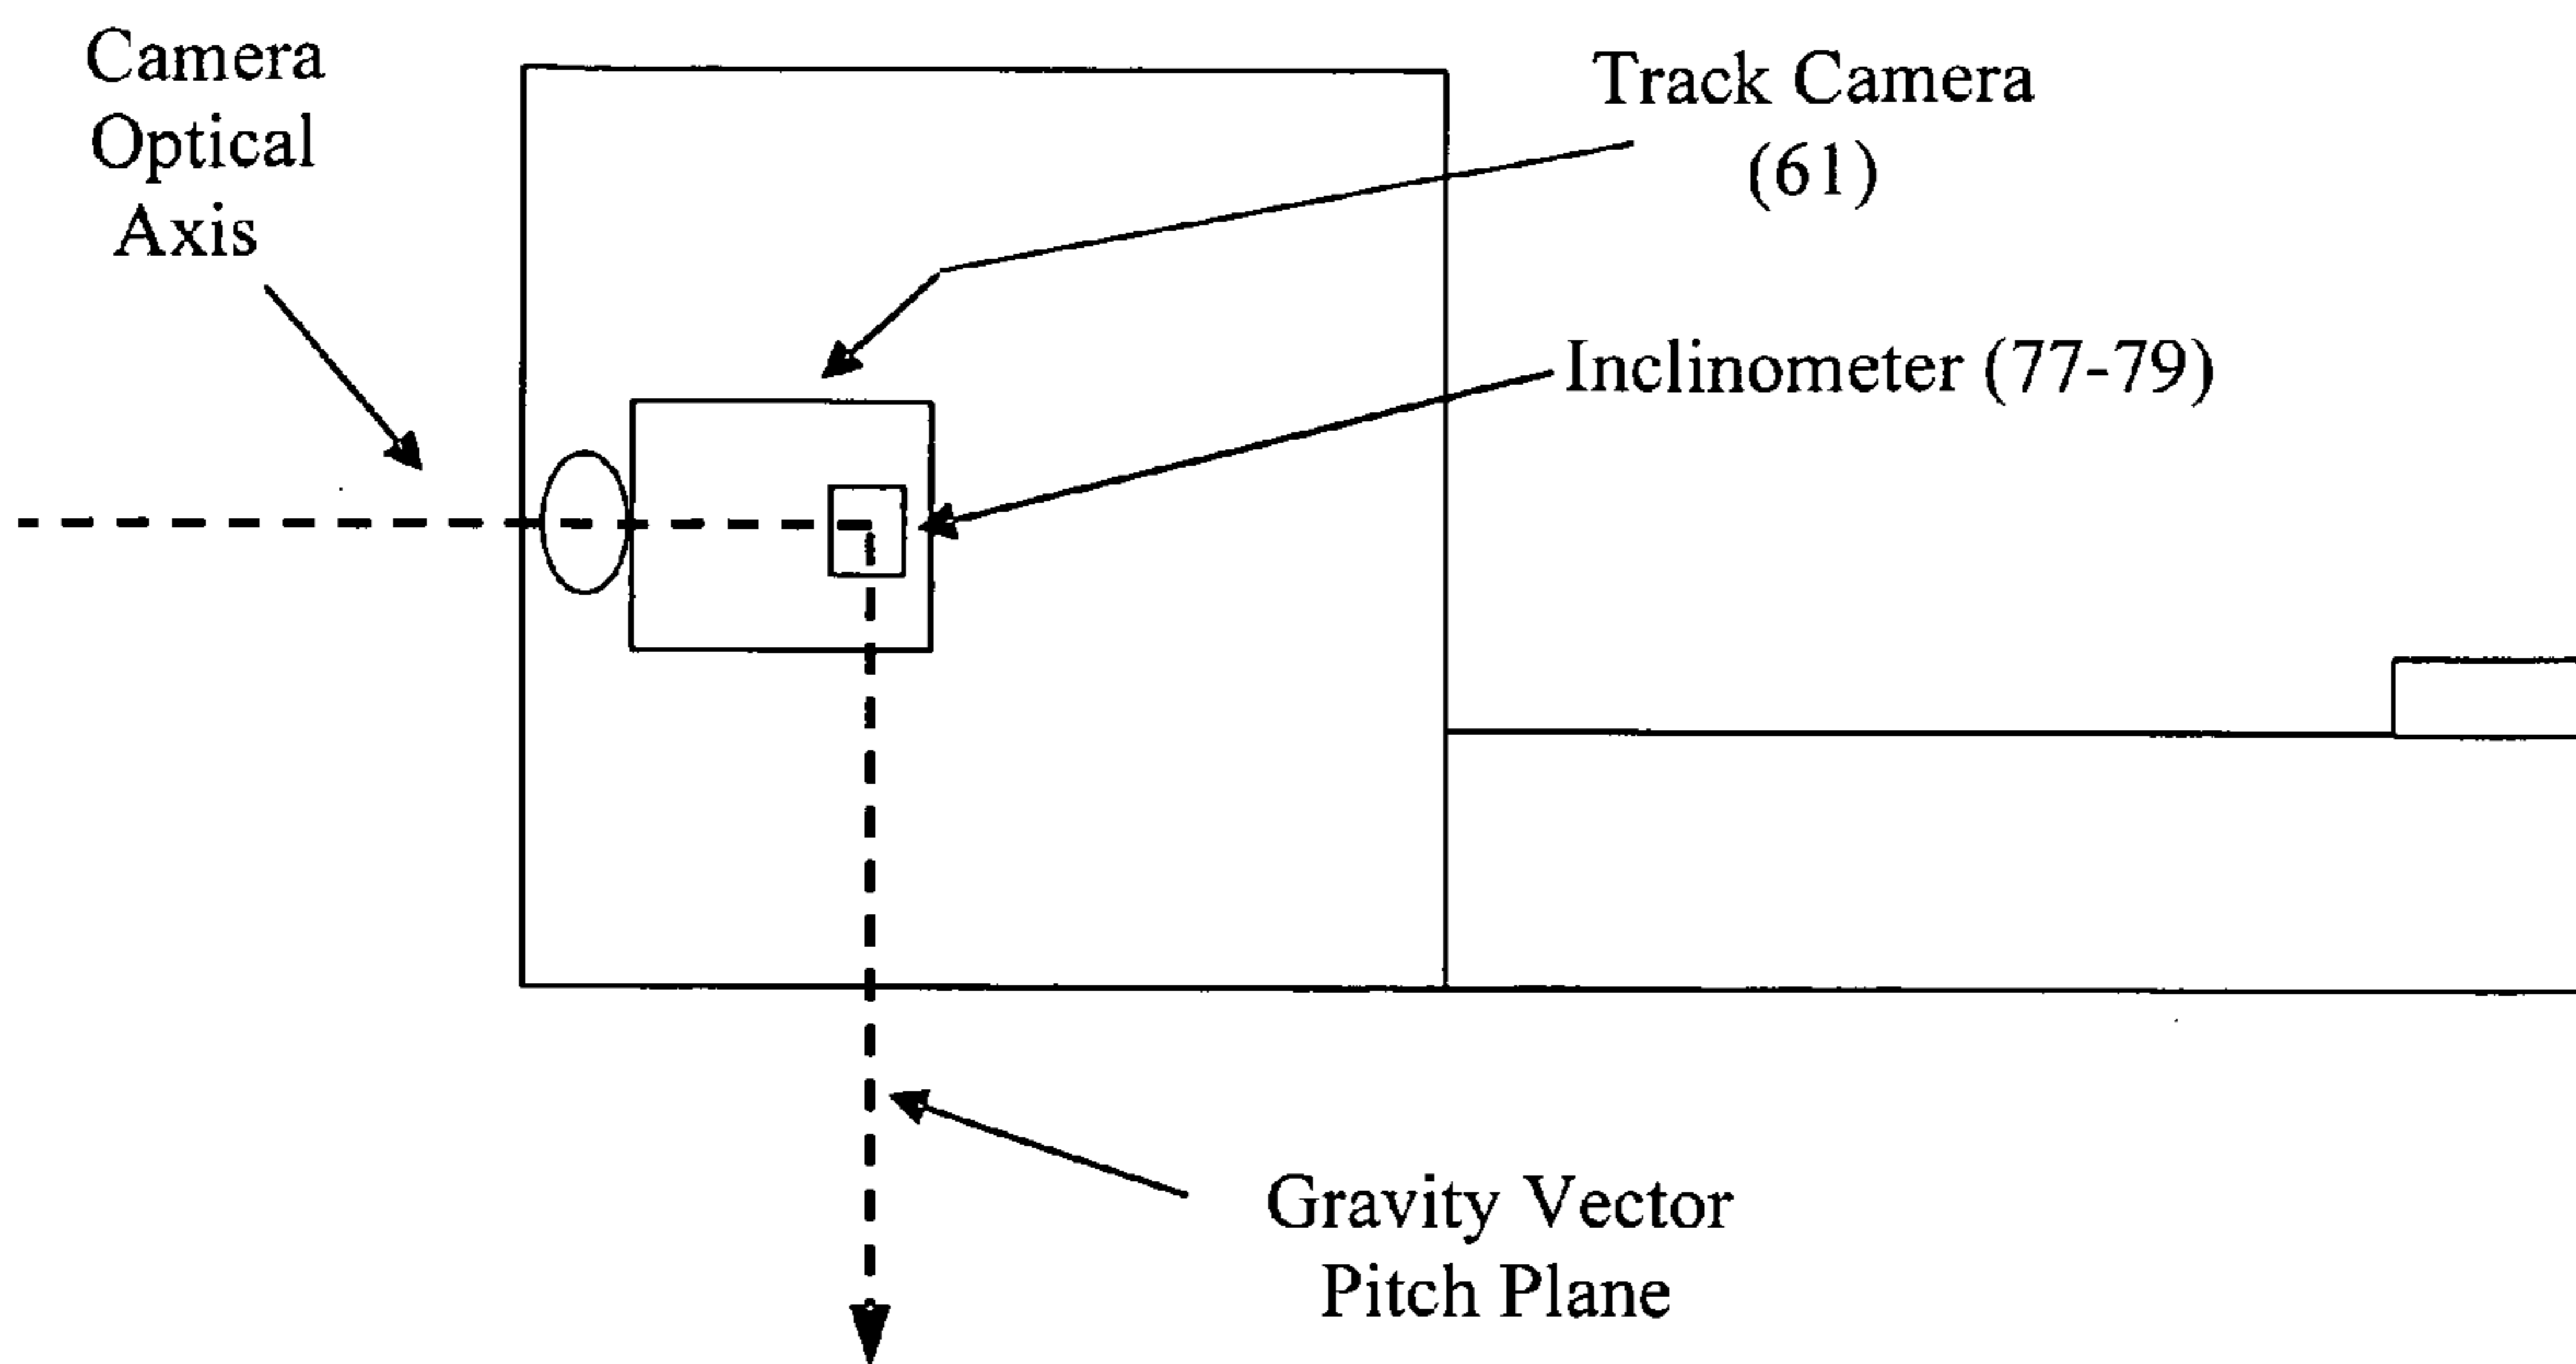 Camera
Optical
Axis
Track Camera
(61)
Inclinometer (77-79)
Gravity Vector
Pitch Plane